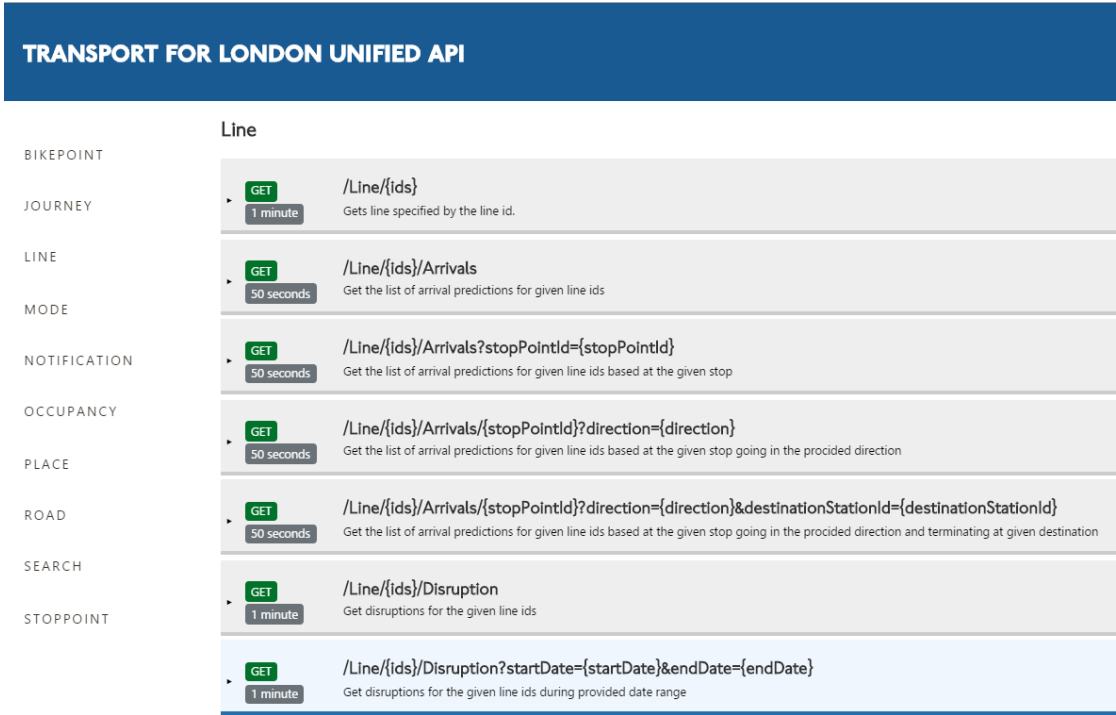 TRANSPORT FOR LONDON UNIFIED API
BIKEPOINT
JOURNEY
LINE
MODE
NOTIFICATION
OCCUPANCY
PLACE
ROAD
SEARCH
STOPPOINT
Line
GET
1 minute
/Line/{ids}
Gets line specified by the line id.
GET
50 seconds
/Line/{ids}/Arrivals
Get the list of arrival predictions for given line ids
GET
50 seconds
/Line/{ids}/Arrivals?stopPointId={stopPointId}
Get the list of arrival predictions for given line ids based at the given stop
GET
50 seconds
/Line/{ids}/Arrivals/{stopPointId}?direction={direction}
Get the list of arrival predictions for given line ids based at the given stop going in the procided direction
GET
50 seconds
/Line/{ids}/Arrivals/{stopPointId}?direction={direction}&destinationStationId={destinationStationId}
Get the list of arrival predictions for given line ids based at the given stop going in the procided direction and terminating at given destination
GET
1 minute
/Line/{ids}/Disruption
Get disruptions for the given line ids
GET
1 minute
/Line/{ids}/Disruption?startDate={startDate}&endDate={endDate}
Get disruptions for the given line ids during provided date range